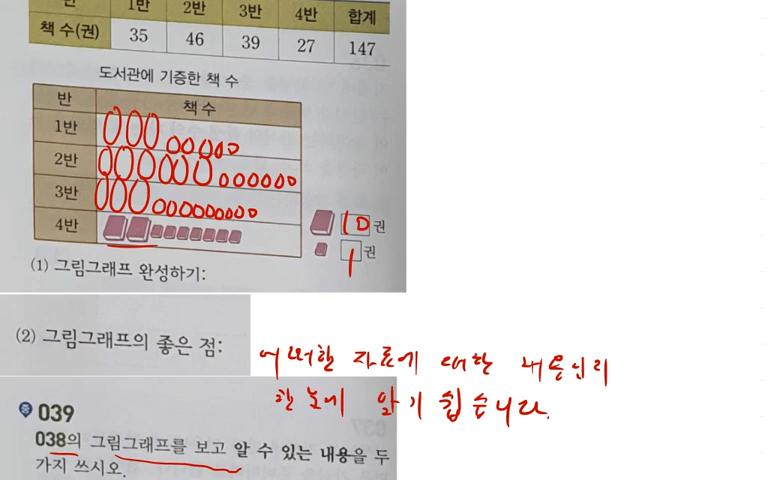 반 1반 2반 3반 4반 합계
책 수(권) 35 46 39 27 147
도서관에 기증한 책 수
반 책 수
1반
2반
3반
4반
10 권
1 권
(1) 그림그래프 완성하기:
(2) 그림그래프의 좋은 점:
어떠한 자료에 대한 내용인지
한 눈에 알기 쉽습니다.
중 039
038의 그림그래프를 보고 알 수 있는 내용을 두
가지 쓰시오.